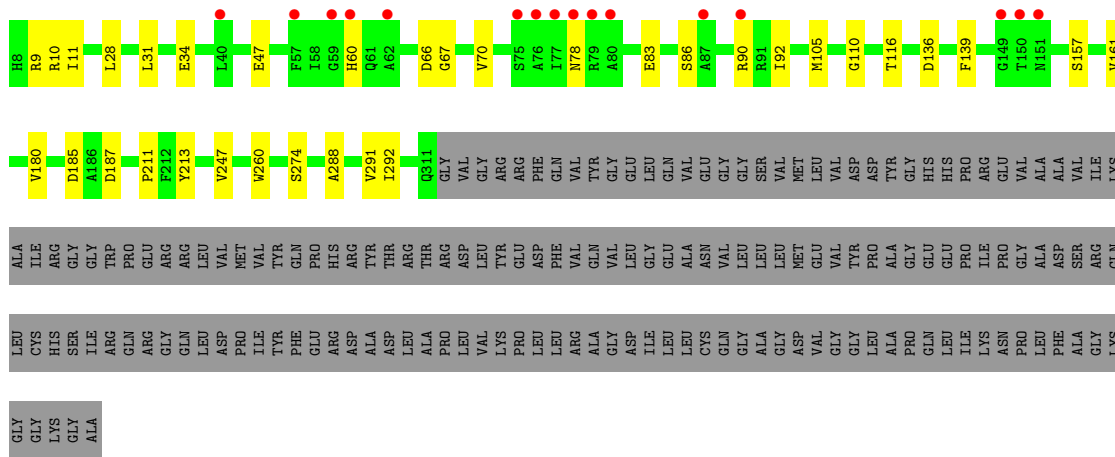 H8 R9 R10 I11 L28 L31 E34 L40 E47 F57 I58 G59 H60 Q61 A62 D66 G67 V70 S75 A76 I77 N78 R79 A80 E83 S86 A87 R90 R91 I92 M105 G110 T116 D136 F139 G149 T150 N151 S157 V161
V180 D185 A186 D187 P211 F212 Y213 V247 W260 S274 A288 V291 I292 Q311 GLY VAL GLY ARG ARG PHE GLN VAL TYR GLY GLU LEU GLN VAL GLU GLY GLY SER VAL MET LEU VAL ASP ASP TYR GLY HIS HIS PRO ARG GLU VAL ALA ALA VAL ILE LYS
ALA ILE ARG GLY GLY TRP PRO GLU ARG ARG LEU VAL MET VAL TYR GLN PRO HIS ARG TYR THR ARG THR ARG ASP LEU TYR GLU ASP PHE VAL GLN VAL LEU GLY GLU ALA ASN VAL LEU LEU LEU MET GLU VAL TYR PRO ALA GLY GLU GLU PRO ILE PRO GLY ALA ASP SER ARG GLN
LEU CYS HIS SER ILE ARG GLN ARG GLY GLN LEU ASP PRO ILE TYR PHE GLU ARG ASP ALA ASP LEU ALA PRO LEU VAL LYS PRO LEU LEU ARG ALA GLY ASP ILE LEU LEU CYS GLN GLY ALA GLY ASP VAL GLY GLY LEU ALA PRO GLN LEU ILE LYS ASN PRO LEU PHE ALA GLY LYS
GLY GLY LYS GLY ALA